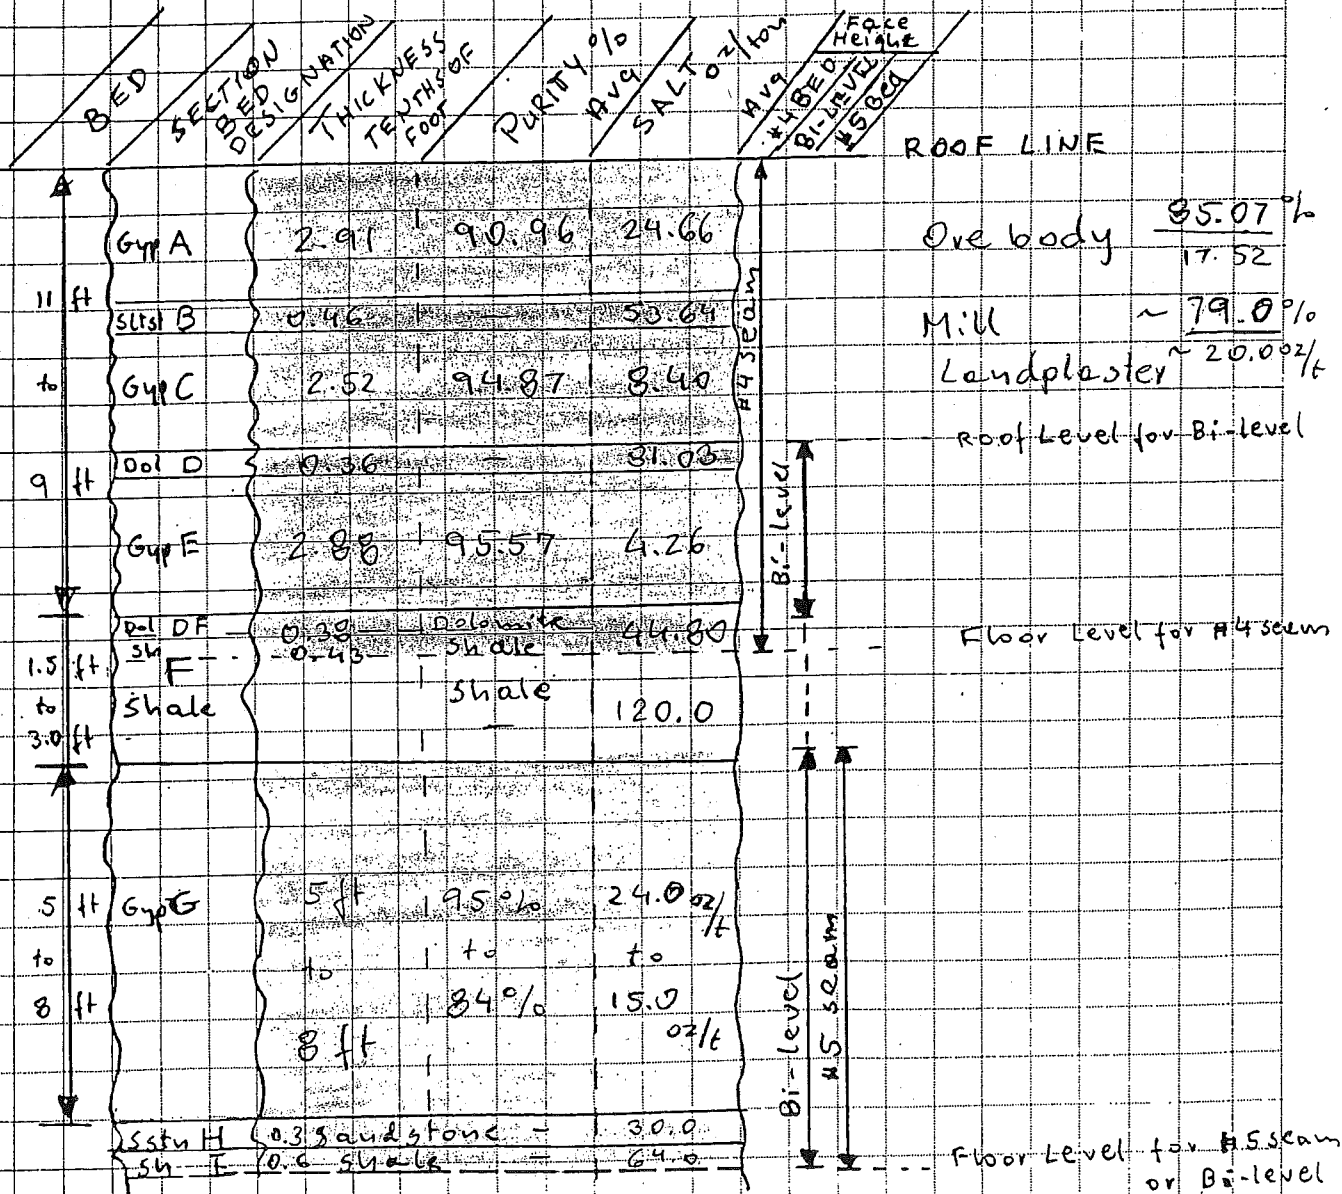 BED
SECTION BED DESIGNATION
THICKNESS TENTHS OF FOOT
PURITY % Avg
SALT oz/ton Avg
Face Height
#4 BED
BI-LEVEL
#5 Bed
ROOF LINE
Gyp A 2.91 90.96 24.66
Ore body 85.07 %
17.52
11 ft
Sltst B 0.46 — 53.64
Mill ~ 79.0 %
Landplaster ~ 20.0 oz/t
to
Gyp C 2.52 94.87 8.40
#4 seam
Roof Level for Bi-level
Dol D 0.36 — 31.03
9 ft
Gyp E 2.88 95.57 4.26
Bi-level
Dol DF 0.38 Dolomite 44.80
Floor Level for #4 seam
Sh F 0.43 Shale
1.5 ft
to
3.0 ft
Shale Shale — 120.0
5 ft Gyp G 5 ft 95 % 24.0 oz/t
to to to to
8 ft 8 ft 84 % 15.0 oz/t
Bi-level
#5 seam
Sstn H 0.3 sandstone — 30.0
Sh I 0.6 shale — 64.0
Floor Level for #5 seam
or Bi-level